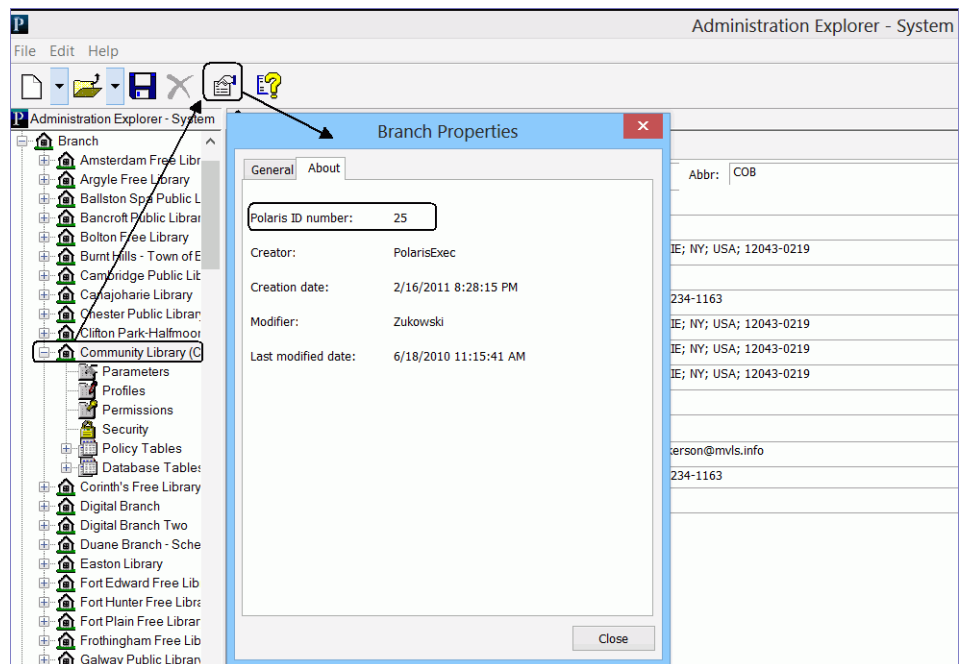 P
Administration Explorer - System
File Edit Help
P Administration Explorer - System
Branch
Amsterdam Free Libr
Argyle Free Library
Ballston Spa Public L
Bancroft Public Librar
Bolton Free Library
Burnt Hills - Town of B
Cambridge Public Lib
Canajoharie Library
Chester Public Library
Clifton Park-Halfmoon
Community Library (C
Parameters
Profiles
Permissions
Security
Policy Tables
Database Tables
Corinth's Free Library
Digital Branch
Digital Branch Two
Duane Branch - Sche
Easton Library
Fort Edward Free Lib
Fort Hunter Free Libra
Fort Plain Free Librar
Frothingham Free Lib
Galway Public Library
Branch Properties
General About
Polaris ID number: 25
Creator: PolarisExec
Creation date: 2/16/2011 8:28:15 PM
Modifier: Zukowski
Last modified date: 6/18/2010 11:15:41 AM
Close
Abbr: COB
IE; NY; USA; 12043-0219
234-1163
IE; NY; USA; 12043-0219
IE; NY; USA; 12043-0219
IE; NY; USA; 12043-0219
kerson@mvls.info
234-1163